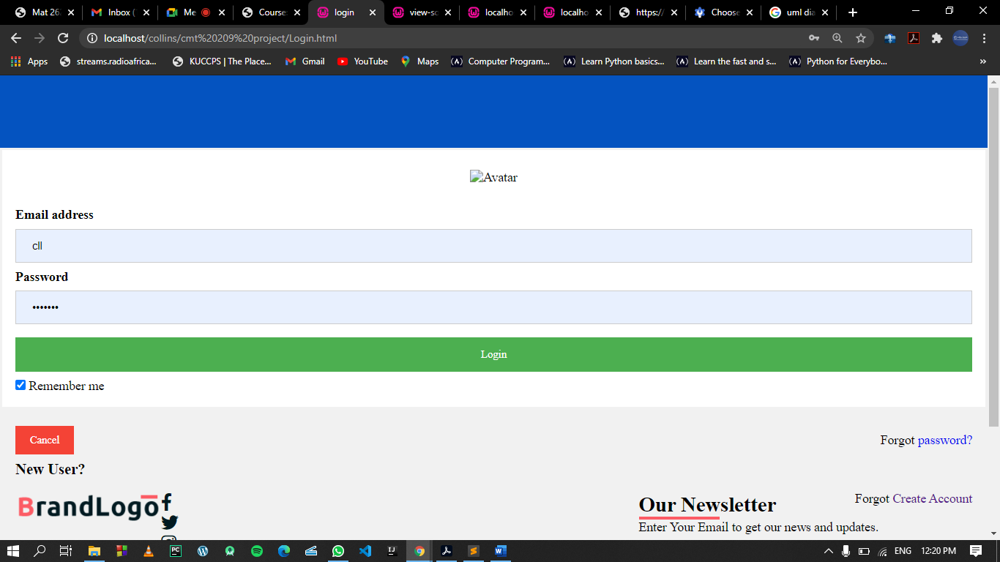 Mat 26
Inbox (
Me
Course
login
view-sc
localho
localho
https://
Choose
uml dia
localhost/collins/cmt%20209%20project/Login.html
Apps
streams.radioafrica...
KUCCPS | The Place...
Gmail
YouTube
Maps
Computer Program...
Learn Python basics...
Learn the fast and s...
Python for Everybo...
»
Avatar
Email address
cll
Password
•••••••
Login
Remember me
Cancel
Forgot password?
New User?
BrandLogo
Our Newsletter
Forgot Create Account
Enter Your Email to get our news and updates.
ENG
12:20 PM